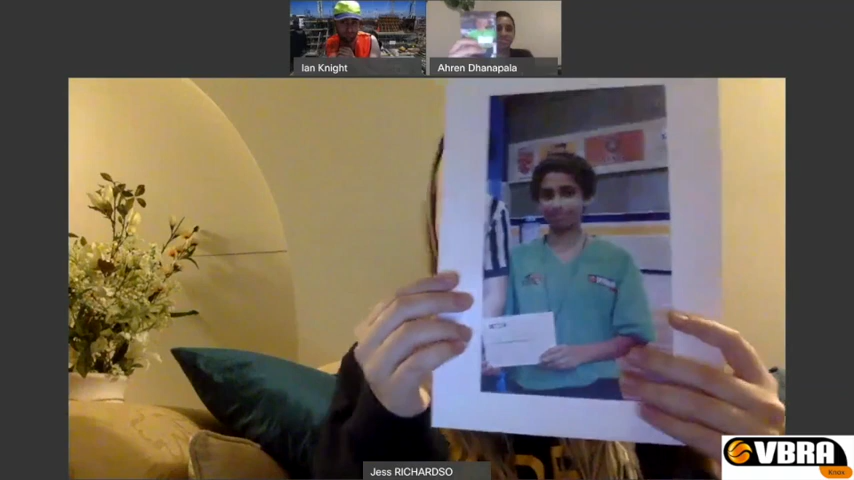 Ian Knight
Ahren Dhanapala
Jess RICHARDSO
VBRA
Knox